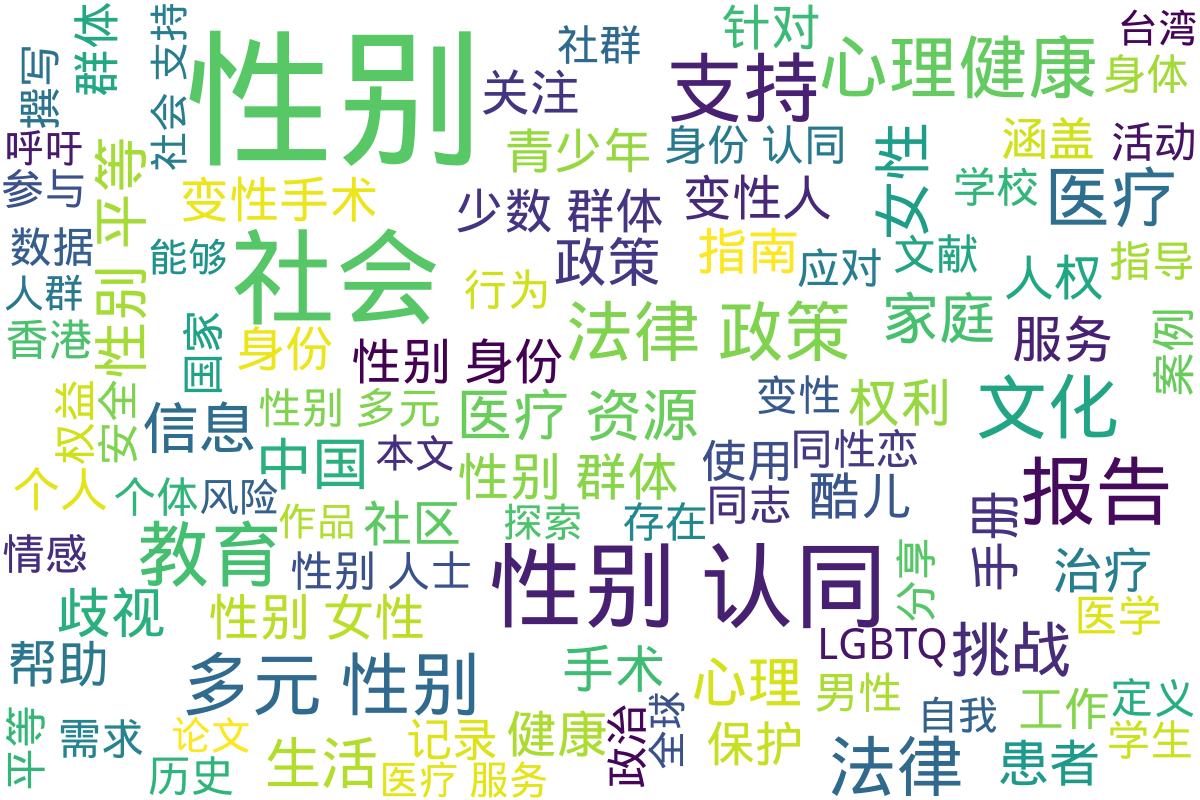 性别
社会
性别 认同
支持
心理健康
社群
针对
台湾
身体
群体
社会 支持
撰写
呼吁
参与
平等
关注
青少年
身份 认同
女性
涵盖
活动
学校
医疗
变性手术
少数 群体
变性人
数据
能够
政策
指南
应对
文献
人权
指导
人群
性别 平等
行为
法律 政策
家庭
服务
案例
香港
国家
身份
性别 身份
权益
安全
信息
性别 多元
医疗 资源
变性
权利
文化
中国
本文
性别 群体
使用
同性恋
报告
个人
个体
风险
作品
社区
探索
存在
同志
酷儿
手册
情感
教育
性别 人士
分享
治疗
歧视
性别 女性
医学
帮助
多元 性别
手术
心理
LGBTQ
挑战
男性
自我
工作
定义
平等
需求
论文
历史
生活
记录
健康
医疗 服务
政治
全球
保护
法律
患者
学生